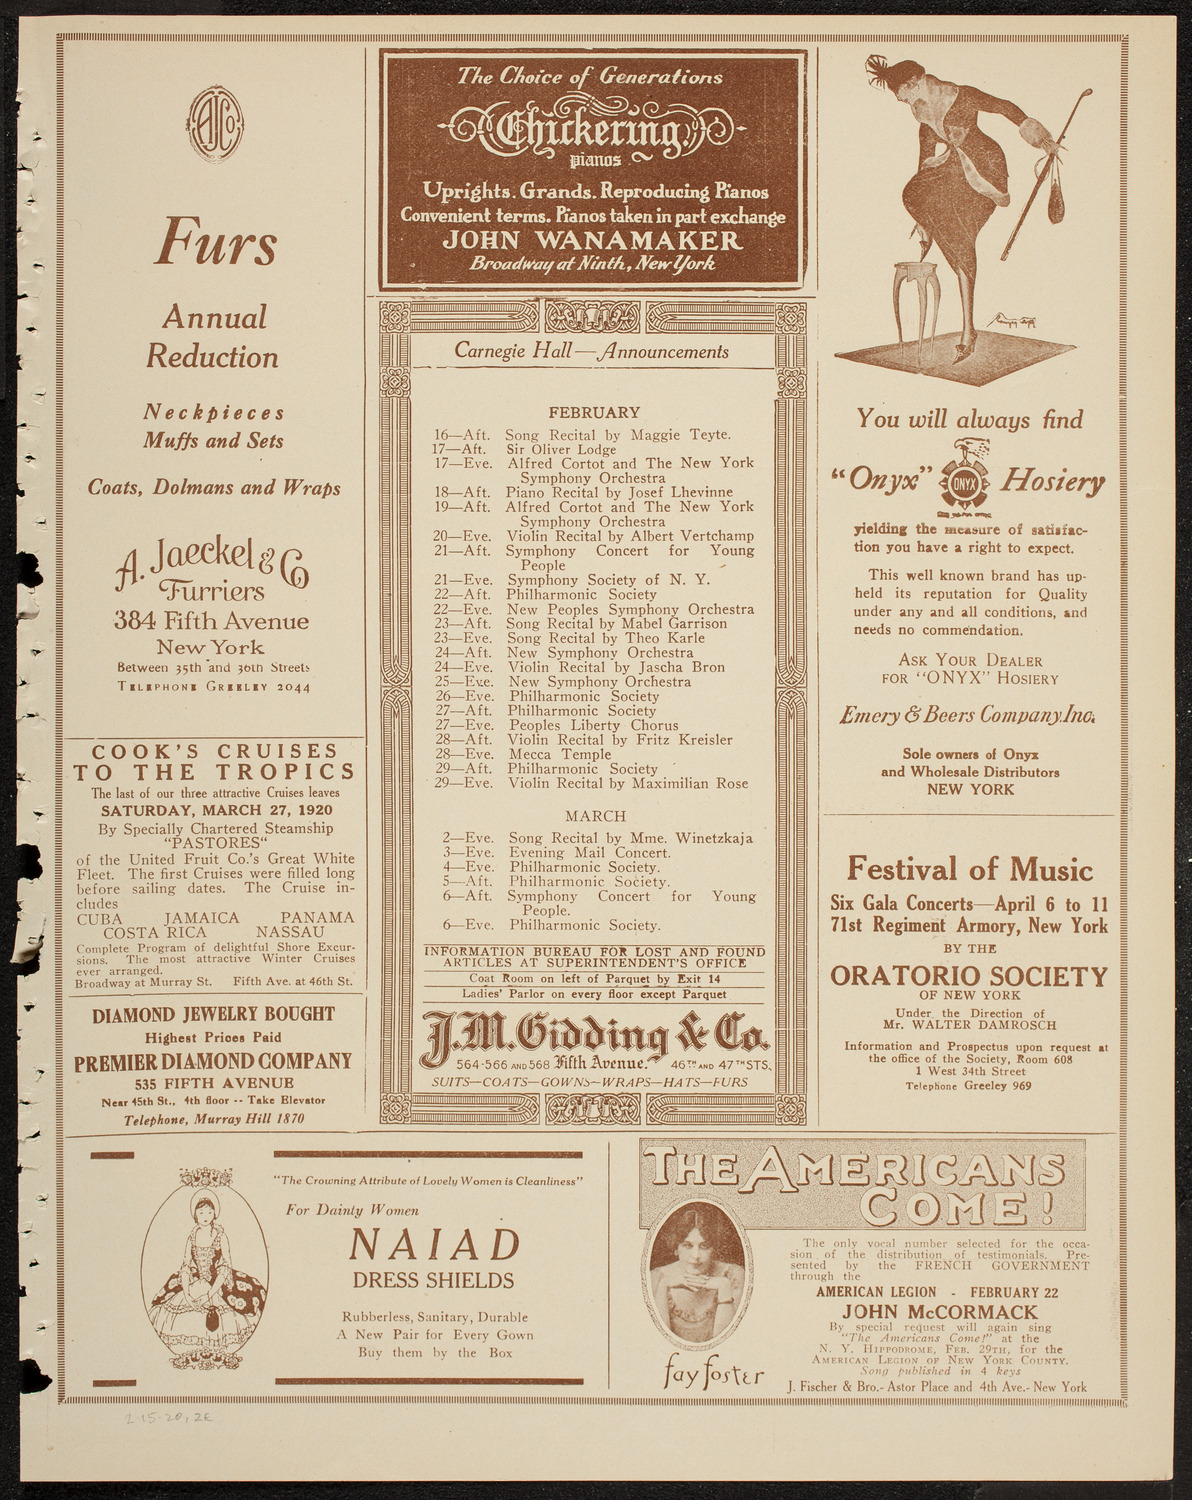 AJCo
Furs
Annual
Reduction
Neckpieces
Muffs and Sets
Coats, Dolmans and Wraps
A. Jaeckel & Co
Furriers
384 Fifth Avenue
New York
Between 35th and 36th Streets
TELEPHONE GREELEY 2044
COOK'S CRUISES
TO THE TROPICS
The last of our three attractive Cruises leaves
SATURDAY, MARCH 27, 1920
By Specially Chartered Steamship
"PASTORES"
of the United Fruit Co.'s Great White
Fleet. The first Cruises were filled long
before sailing dates. The Cruise in-
cludes
CUBA JAMAICA PANAMA
COSTA RICA NASSAU
Complete Program of delightful Shore Excur-
sions. The most attractive Winter Cruises
ever arranged.
Broadway at Murray St. Fifth Ave. at 46th St.
DIAMOND JEWELRY BOUGHT
Highest Prices Paid
PREMIER DIAMOND COMPANY
535 FIFTH AVENUE
Near 45th St., 4th floor -- Take Elevator
Telephone, Murray Hill 1870
The Choice of Generations
Chickering
pianos
Uprights. Grands. Reproducing Pianos
Convenient terms. Pianos taken in part exchange
JOHN WANAMAKER
Broadway at Ninth, New York
Carnegie Hall—Announcements
FEBRUARY
16—Aft. Song Recital by Maggie Teyte.
17—Aft. Sir Oliver Lodge
17—Eve. Alfred Cortot and The New York
Symphony Orchestra
18—Aft. Piano Recital by Josef Lhevinne
19—Aft. Alfred Cortot and The New York
Symphony Orchestra
20—Eve. Violin Recital by Albert Vertchamp
21—Aft. Symphony Concert for Young
People
21—Eve. Symphony Society of N. Y.
22—Aft. Philharmonic Society
22—Eve. New Peoples Symphony Orchestra
23—Aft. Song Recital by Mabel Garrison
23—Eve. Song Recital by Theo Karle
24—Aft. New Symphony Orchestra
24—Eve. Violin Recital by Jascha Bron
25—Eve. New Symphony Orchestra
26—Eve. Philharmonic Society
27—Aft. Philharmonic Society
27—Eve. Peoples Liberty Chorus
28—Aft. Violin Recital by Fritz Kreisler
28—Eve. Mecca Temple
29—Aft. Philharmonic Society
29—Eve. Violin Recital by Maximilian Rose
MARCH
2—Eve. Song Recital by Mme. Winetzkaja
3—Eve. Evening Mail Concert.
4—Eve. Philharmonic Society.
5—Aft. Philharmonic Society.
6—Aft. Symphony Concert for Young
People.
6—Eve. Philharmonic Society.
INFORMATION BUREAU FOR LOST AND FOUND
ARTICLES AT SUPERINTENDENT'S OFFICE
Coat Room on left of Parquet by Exit 14
Ladies' Parlor on every floor except Parquet
J.M. Gidding & Co.
564-566 AND 568 Fifth Avenue. 46TH AND 47TH STS.
SUITS—COATS—GOWNS—WRAPS—HATS—FURS
You will always find
"Onyx" ONYX Hosiery
yielding the measure of satisfac-
tion you have a right to expect.
This well known brand has up-
held its reputation for Quality
under any and all conditions, and
needs no commendation.
ASK YOUR DEALER
FOR "ONYX" HOSIERY
Emery & Beers Company, Inc.
Sole owners of Onyx
and Wholesale Distributors
NEW YORK
Festival of Music
Six Gala Concerts—April 6 to 11
71st Regiment Armory, New York
BY THE
ORATORIO SOCIETY
OF NEW YORK
Under the Direction of
Mr. WALTER DAMROSCH
Information and Prospectus upon request at
the office of the Society, Room 608
1 West 34th Street
Telephone Greeley 969
"The Crowning Attribute of Lovely Women is Cleanliness"
For Dainty Women
NAIAD
DRESS SHIELDS
Rubberless, Sanitary, Durable
A New Pair for Every Gown
Buy them by the Box
THE AMERICANS
COME!
The only vocal number selected for the occa-
sion of the distribution of testimonials. Pre-
sented by the FRENCH GOVERNMENT
through the
AMERICAN LEGION - FEBRUARY 22
JOHN McCORMACK
By special request will again sing
"The Americans Come!" at the
N. Y. HIPPODROME, FEB. 29TH, for the
AMERICAN LEGION OF NEW YORK COUNTY.
Song published in 4 keys
J. Fischer & Bro.- Astor Place and 4th Ave.- New York
fay foster
2-15-20, 2E